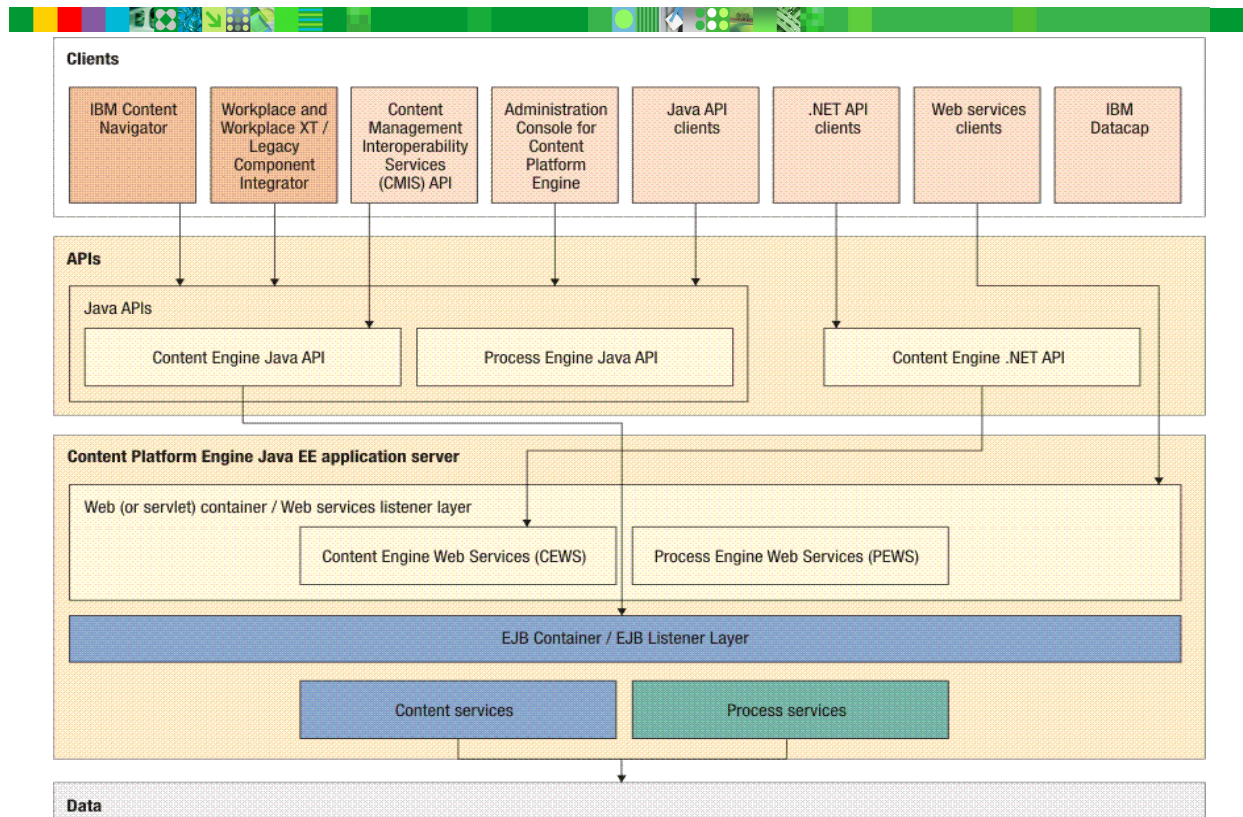 Clients
IBM Content
Navigator
Workplace and
Workplace XT /
Legacy
Component
Integrator
Content
Management
Interoperability
Services
(CMIS) API
Administration
Console for
Content
Platform
Engine
Java API
clients
.NET API
clients
Web services
clients
IBM
Datacap
APIs
Java APIs
Content Engine Java API
Process Engine Java API
Content Engine .NET API
Content Platform Engine Java EE application server
Web (or servlet) container / Web services listener layer
Content Engine Web Services (CEWS)
Process Engine Web Services (PEWS)
EJB Container / EJB Listener Layer
Content services
Process services
Data